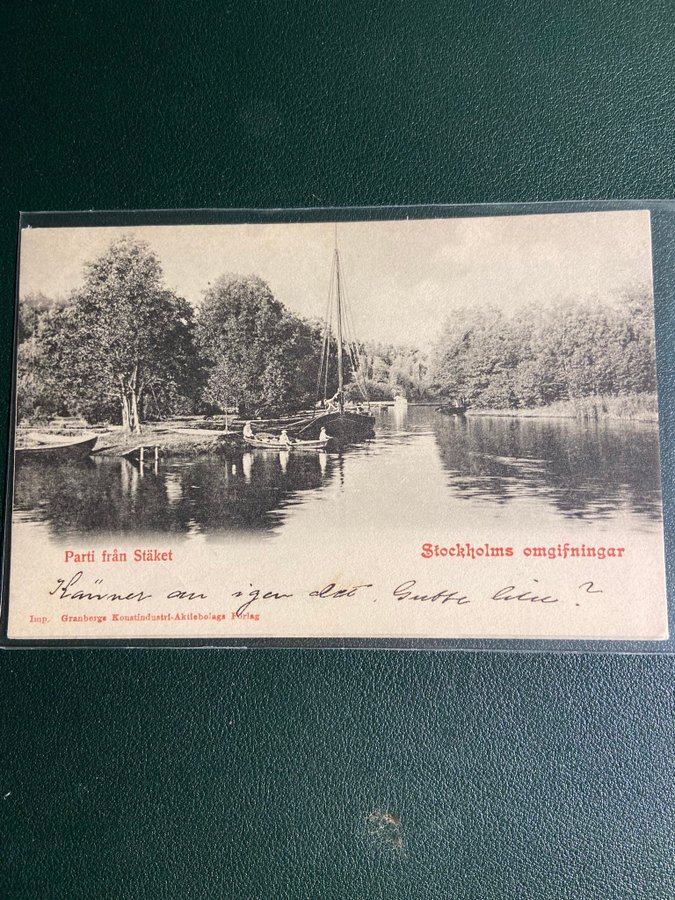 Parti från Stäket
Stockholms omgifningar
Känner du igen det, Gubbe lilla?
Imp. Granbergs Konstindustri-Aktiebolags Förlag